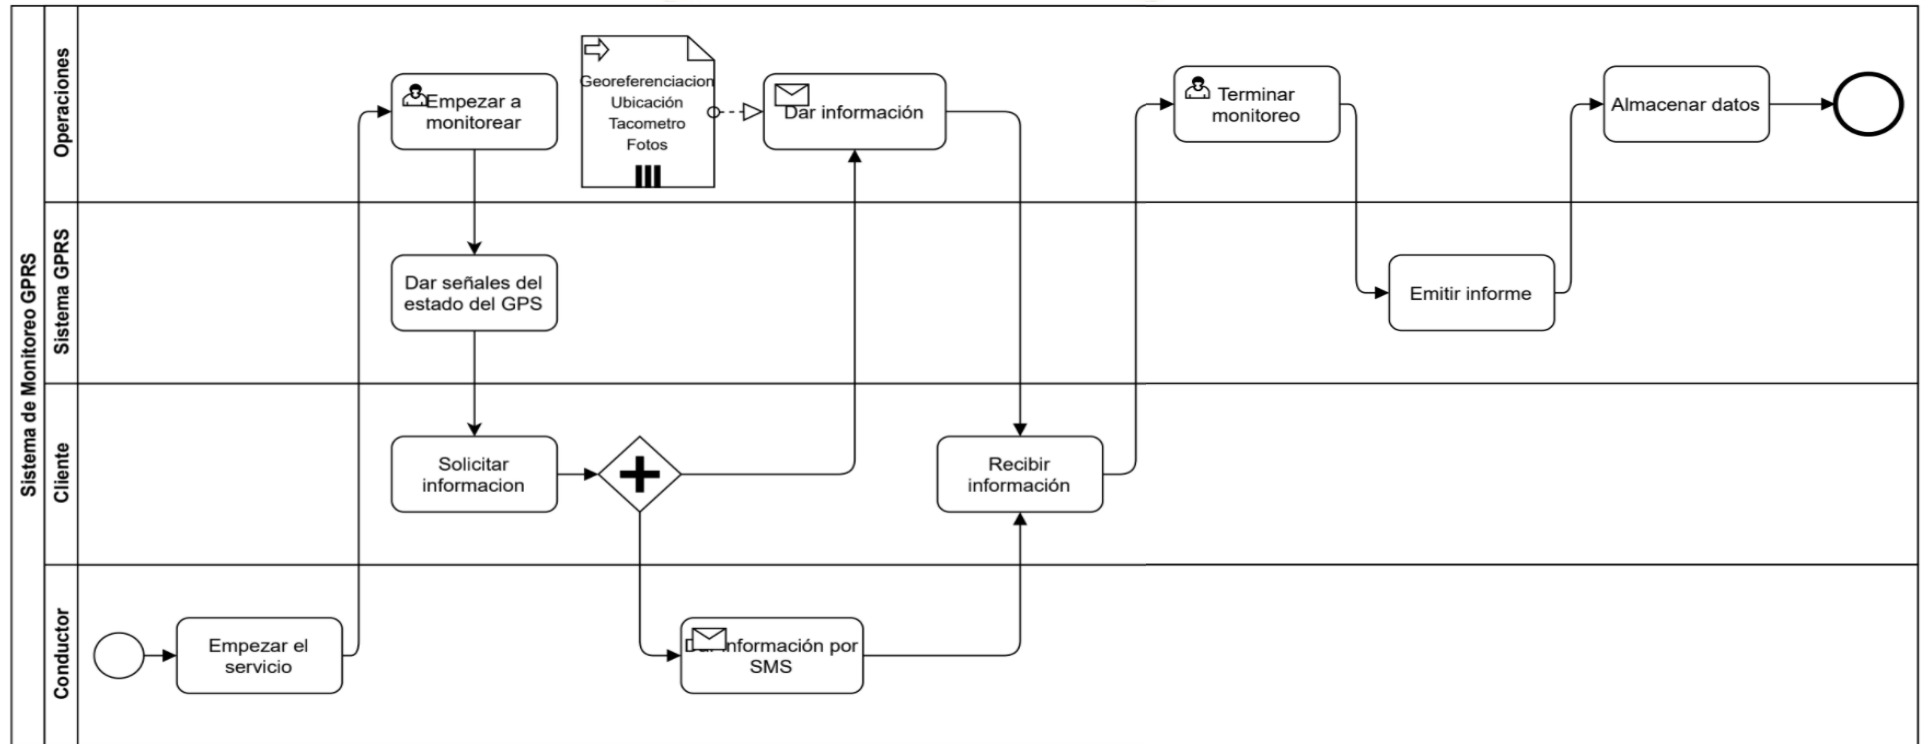 Sistema de Monitoreo GPRS
Operaciones
Empezar a
monitorear
Georeferenciacion
Ubicación
Tacometro
Fotos
Dar información
Terminar
monitoreo
Almacenar datos
Sistema GPRS
Dar señales del
estado del GPS
Emitir informe
Cliente
Solicitar
informacion
Recibir
información
Conductor
Empezar el
servicio
Dar información por
SMS